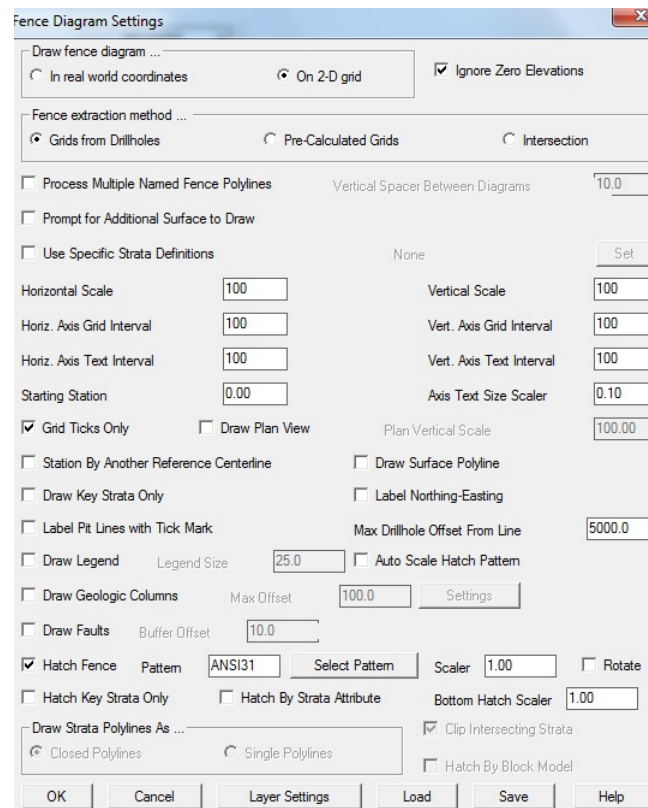 Fence Diagram Settings
Draw fence diagram ...
In real world coordinates On 2-D grid Ignore Zero Elevations
Fence extraction method ...
Grids from Drillholes Pre-Calculated Grids Intersection
Process Multiple Named Fence Polylines Vertical Spacer Between Diagrams 10.0
Prompt for Additional Surface to Draw
Use Specific Strata Definitions None Set
Horizontal Scale 100 Vertical Scale 100
Horiz. Axis Grid Interval 100 Vert. Axis Grid Interval 100
Horiz. Axis Text Interval 100 Vert. Axis Text Interval 100
Starting Station 0.00 Axis Text Size Scaler 0.10
Grid Ticks Only Draw Plan View Plan Vertical Scale 100.00
Station By Another Reference Centerline Draw Surface Polyline
Draw Key Strata Only Label Northing-Easting
Label Pit Lines with Tick Mark Max Drillhole Offset From Line 5000.0
Draw Legend Legend Size 25.0 Auto Scale Hatch Pattern
Draw Geologic Columns Max Offset 100.0 Settings
Draw Faults Buffer Offset 10.0
Hatch Fence Pattern ANSI31 Select Pattern Scaler 1.00 Rotate
Hatch Key Strata Only Hatch By Strata Attribute Bottom Hatch Scaler 1.00
Draw Strata Polylines As ... Clip Intersecting Strata
Closed Polylines Single Polylines
Hatch By Block Model
OK Cancel Layer Settings Load Save Help